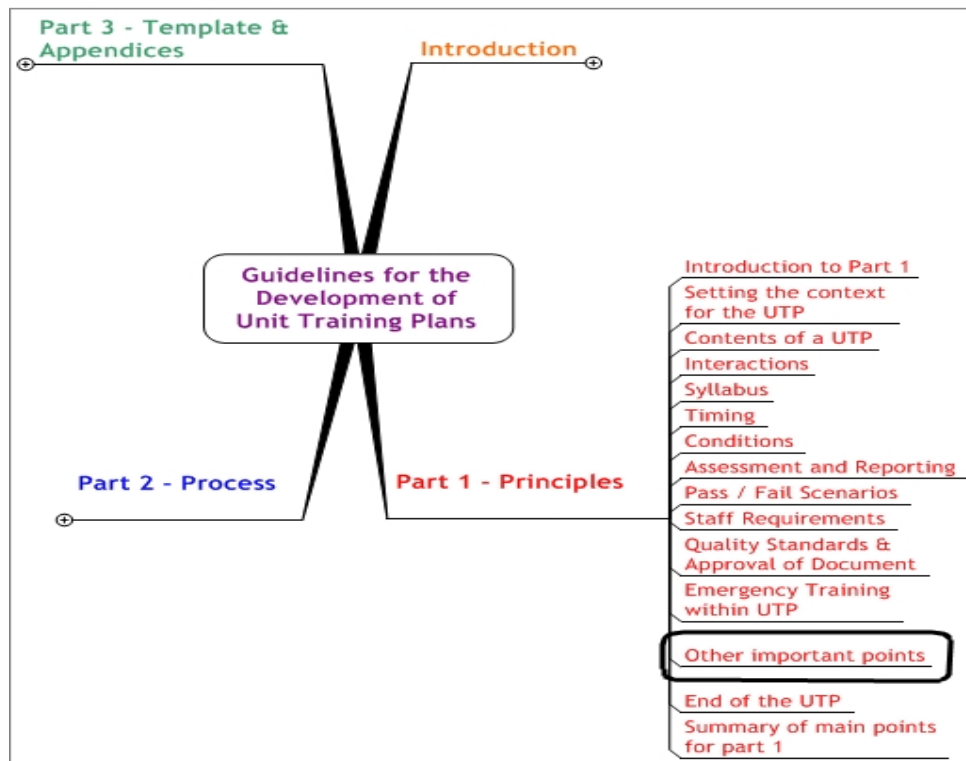 Part 3 - Template &
Appendices
Introduction
Guidelines for the
Development of
Unit Training Plans
Part 2 - Process
Part 1 - Principles
Introduction to Part 1
Setting the context
for the UTP
Contents of a UTP
Interactions
Syllabus
Timing
Conditions
Assessment and Reporting
Pass / Fail Scenarios
Staff Requirements
Quality Standards &
Approval of Document
Emergency Training
within UTP
Other important points
End of the UTP
Summary of main points
for part 1